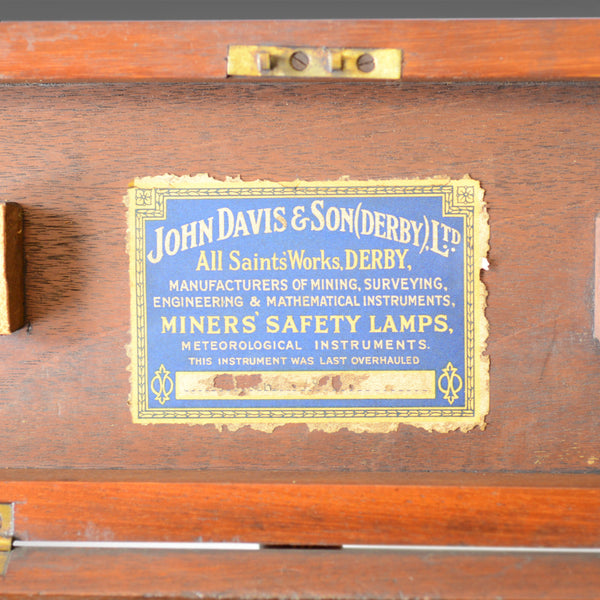 JOHN DAVIS & SON (DERBY), LTD.
All Saints' Works, DERBY,
MANUFACTURERS OF MINING, SURVEYING,
ENGINEERING & MATHEMATICAL INSTRUMENTS,
MINERS' SAFETY LAMPS,
METEOROLOGICAL INSTRUMENTS.
THIS INSTRUMENT WAS LAST OVERHAULED